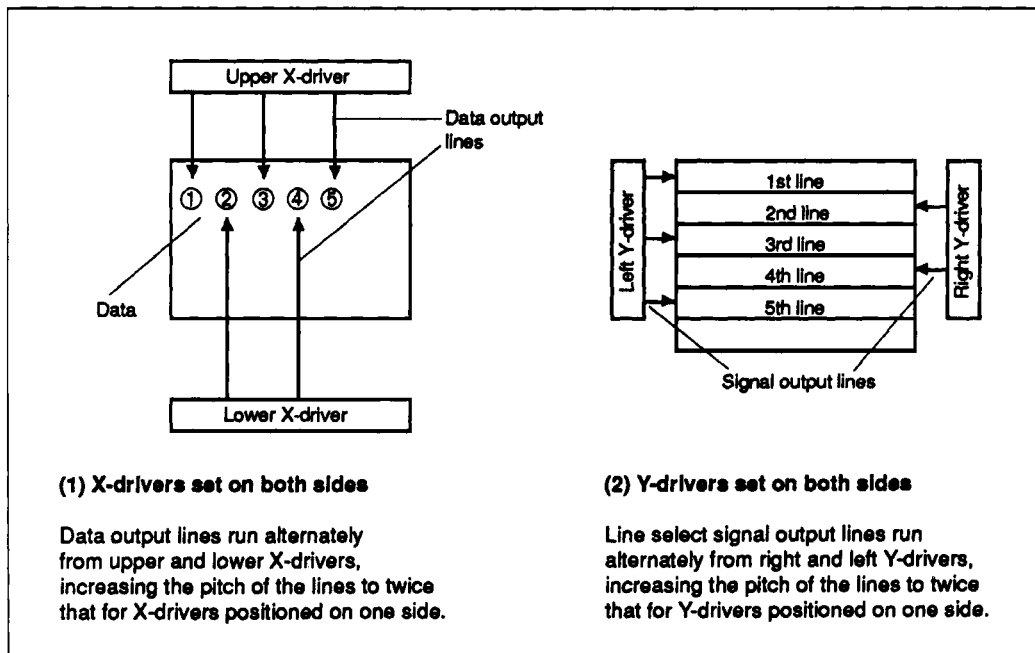 Upper X-driver
Data output
lines
① ② ③ ④ ⑤
Data
Lower X-driver
(1) X-drivers set on both sides
Data output lines run alternately
from upper and lower X-drivers,
increasing the pitch of the lines to twice
that for X-drivers positioned on one side.
Left Y-driver
1st line
2nd line
3rd line
4th line
5th line
Right Y-driver
Signal output lines
(2) Y-drivers set on both sides
Line select signal output lines run
alternately from right and left Y-drivers,
increasing the pitch of the lines to twice
that for Y-drivers positioned on one side.